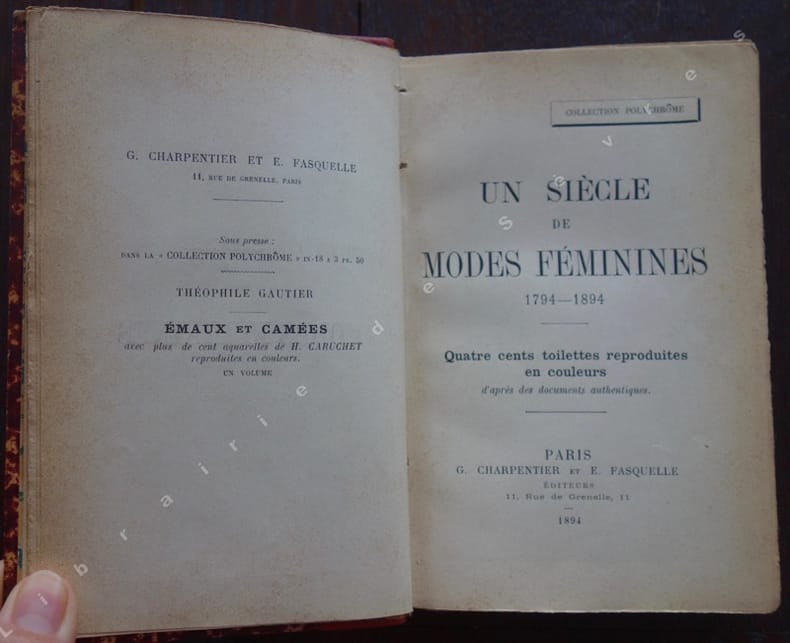 G. CHARPENTIER ET E. FASQUELLE
11, RUE DE GRENELLE, PARIS
Sous presse :
DANS LA « COLLECTION POLYCHRÔME » IN-18 A 3 FR. 50
THÉOPHILE GAUTIER
ÉMAUX ET CAMÉES
avec plus de cent aquarelles de H. CARUCHET
reproduites en couleurs.
UN VOLUME
COLLECTION POLYCHRÔME
UN SIÈCLE
DE
MODES FÉMININES
1794—1894
Quatre cents toilettes reproduites
en couleurs
d'après des documents authentiques.
PARIS
G. CHARPENTIER ET E. FASQUELLE
ÉDITEURS
11, Rue de Grenelle, 11
1894
Librairie de Sèvres